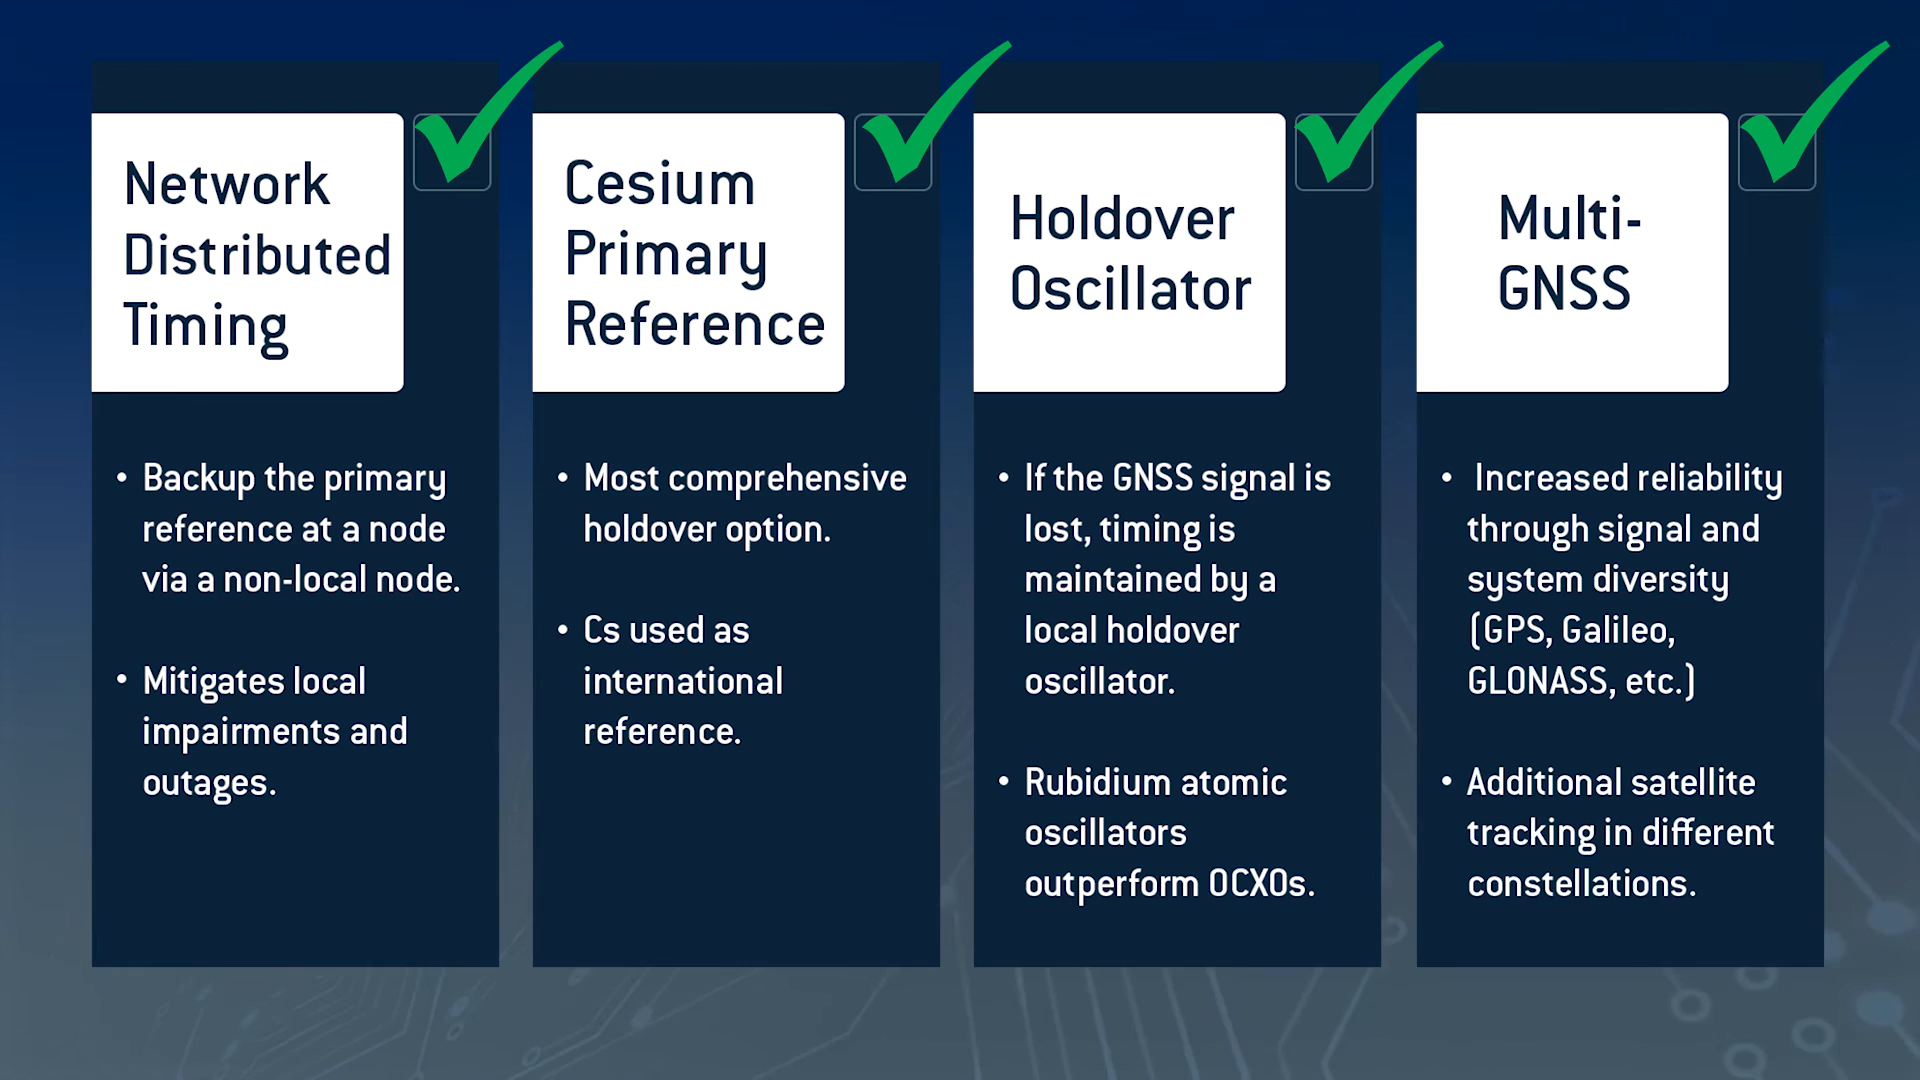 Network
Distributed
Timing
• Backup the primary
reference at a node
via a non-local node.
• Mitigates local
impairments and
outages.
Cesium
Primary
Reference
• Most comprehensive
holdover option.
• Cs used as
international
reference.
Holdover
Oscillator
• If the GNSS signal is
lost, timing is
maintained by a
local holdover
oscillator.
• Rubidium atomic
oscillators
outperform OCXOs.
Multi-
GNSS
• Increased reliability
through signal and
system diversity
(GPS, Galileo,
GLONASS, etc.)
• Additional satellite
tracking in different
constellations.